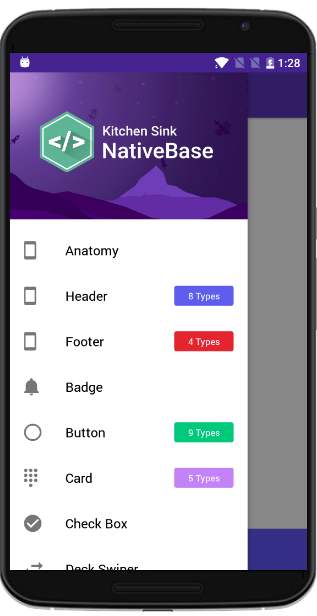 1:28
</>
Kitchen Sink
NativeBase
Anatomy
Header
8 Types
Footer
4 Types
Badge
Button
9 Types
Card
5 Types
Check Box
Deck Swiper